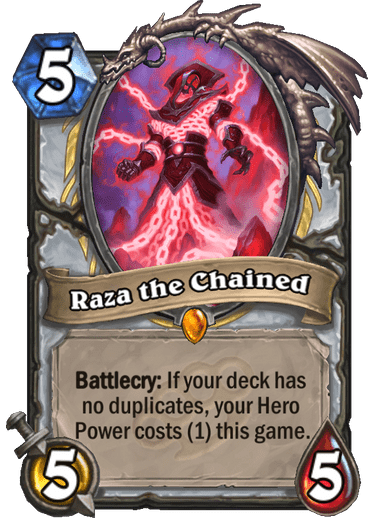 5
Raza the Chained
Battlecry: If your deck has
no duplicates, your Hero
Power costs (1) this game.
5 5